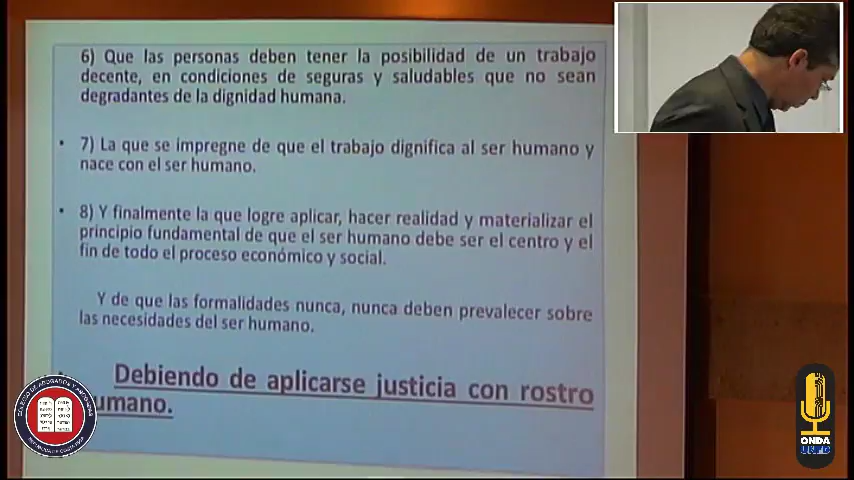 6) Que las personas deben tener la posibilidad de un trabajo
decente, en condiciones de seguras y saludables que no sean
degradantes de la dignidad humana.
• 7) La que se impregne de que el trabajo dignifica al ser humano y
nace con el ser humano.
• 8) Y finalmente la que logre aplicar, hacer realidad y materializar el
principio fundamental de que el ser humano debe ser el centro y el
fin de todo el proceso económico y social.
Y de que las formalidades nunca, nunca deben prevalecer sobre
las necesidades del ser humano.
Debiendo de aplicarse justicia con rostro
umano.
ONDA
UNED